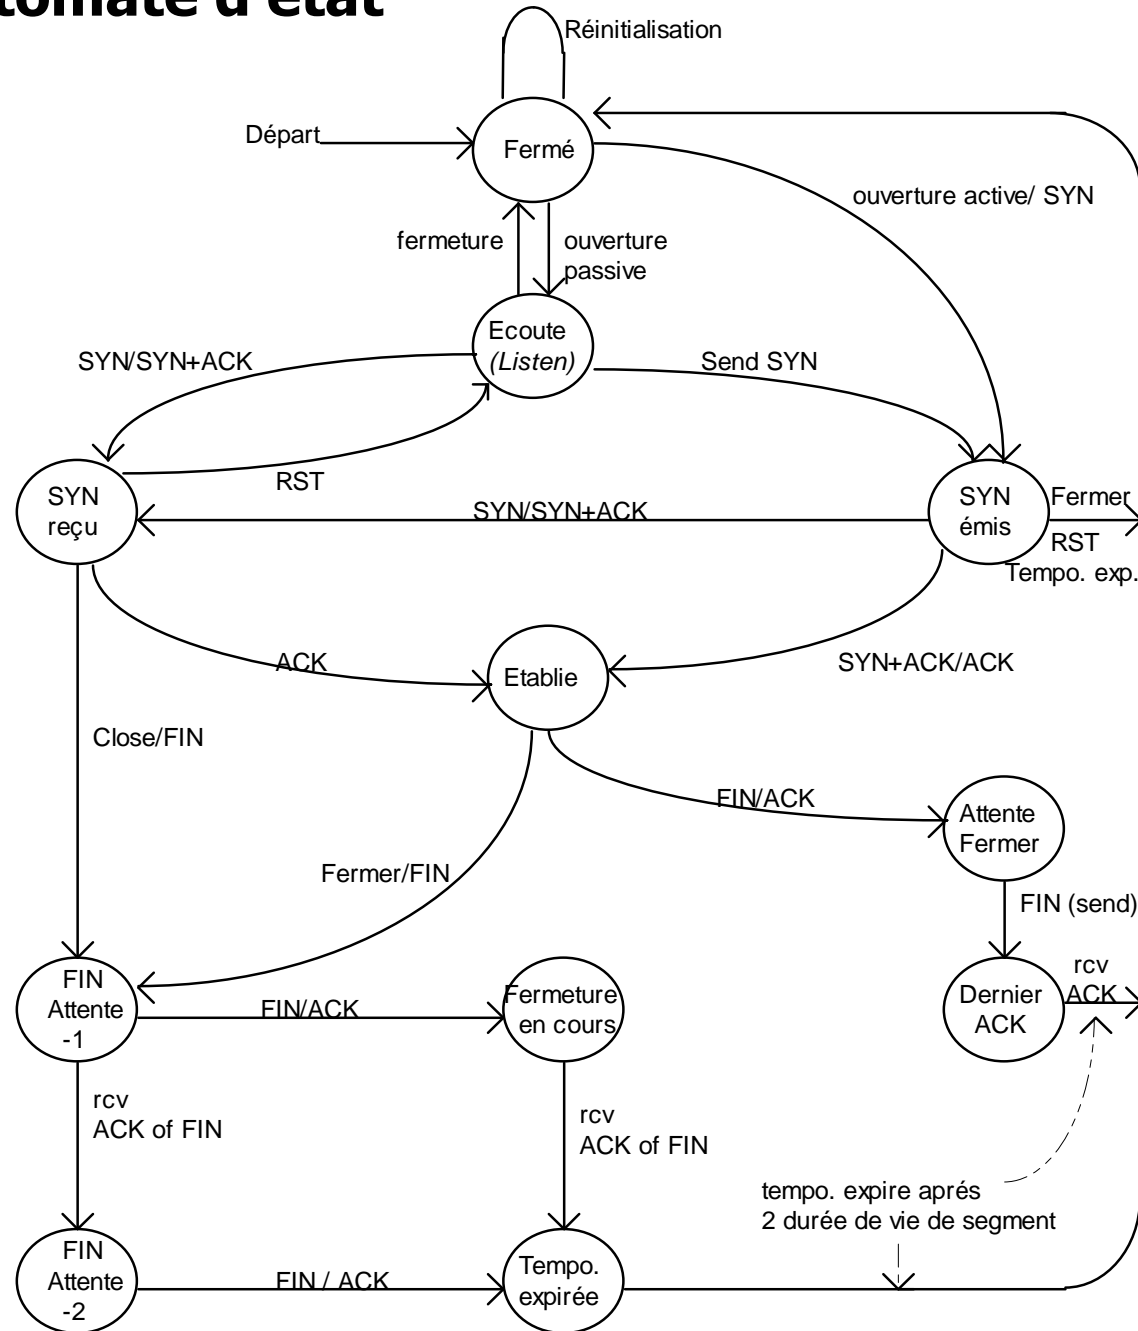 tomate d'état
Réinitialisation
Départ
Fermé
ouverture active/ SYN
fermeture
ouverture
passive
Ecoute
(Listen)
SYN/SYN+ACK
Send SYN
RST
SYN
reçu
SYN/SYN+ACK
SYN
émis
Fermer
RST
Tempo. exp.
ACK
Etablie
SYN+ACK/ACK
Close/FIN
FIN/ACK
Attente
Fermer
Fermer/FIN
FIN (send)
FIN
Attente
-1
FIN/ACK
Fermeture
en cours
Dernier
ACK
rcv
ACK
rcv
ACK of FIN
rcv
ACK of FIN
tempo. expire aprés
2 durée de vie de segment
FIN
Attente
-2
FIN / ACK
Tempo.
expirée